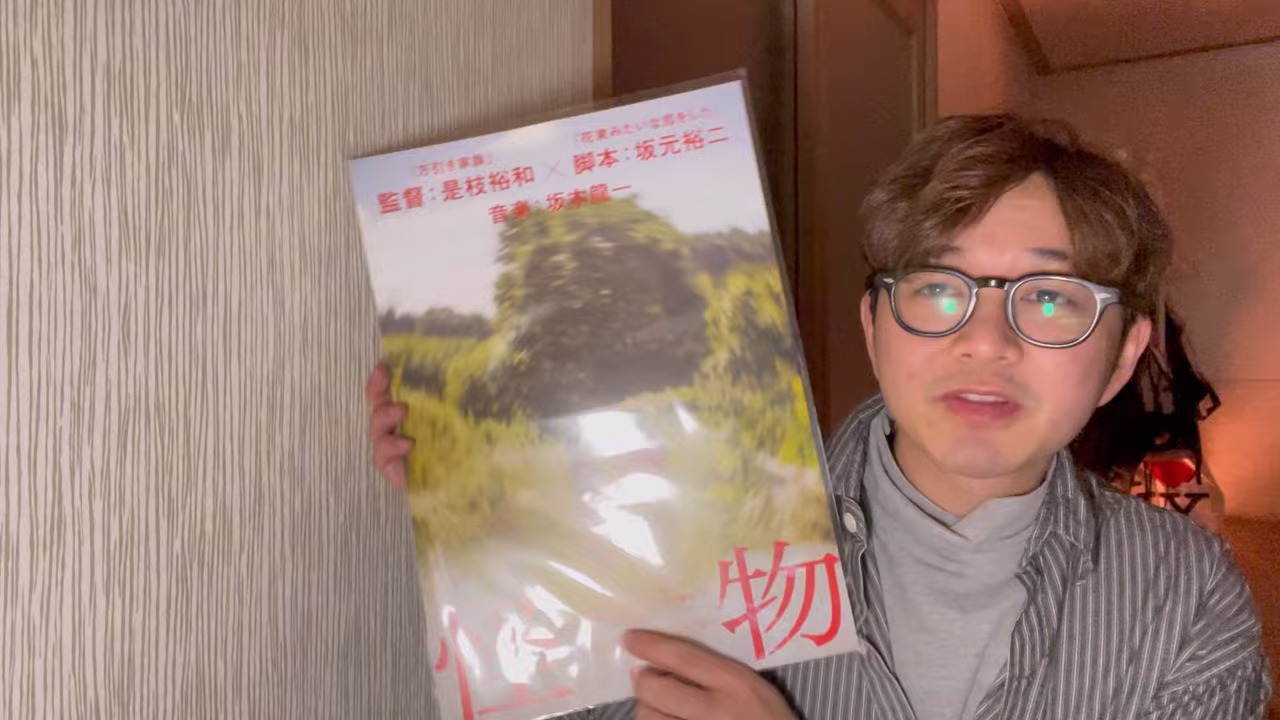 『万引き家族』
『花束みたいな恋をした』
監督：是枝裕和×脚本：坂元裕二
音楽：坂本龍一
怪物